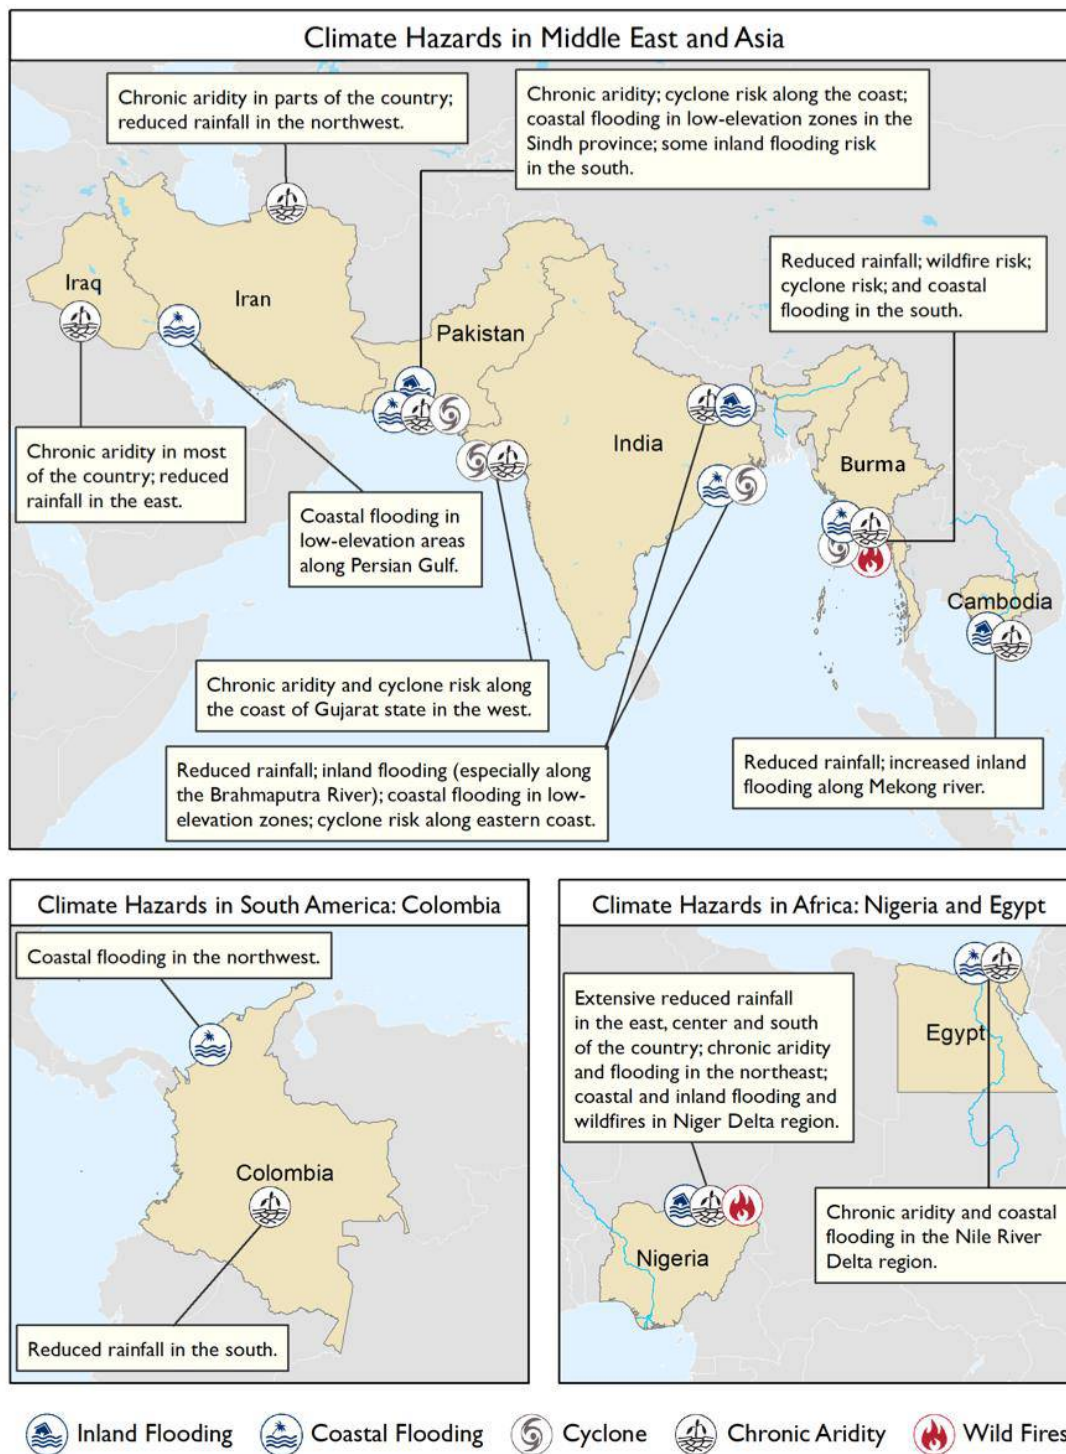 Climate Hazards in Middle East and Asia
Chronic aridity in parts of the country;
reduced rainfall in the northwest.
Chronic aridity; cyclone risk along the coast;
coastal flooding in low-elevation zones in the
Sindh province; some inland flooding risk
in the south.
Reduced rainfall; wildfire risk;
cyclone risk; and coastal
flooding in the south.
Iraq
Iran
Pakistan
India
Burma
Cambodia
Chronic aridity in most
of the country; reduced
rainfall in the east.
Coastal flooding in
low-elevation areas
along Persian Gulf.
Chronic aridity and cyclone risk along
the coast of Gujarat state in the west.
Reduced rainfall; inland flooding (especially along
the Brahmaputra River); coastal flooding in low-
elevation zones; cyclone risk along eastern coast.
Reduced rainfall; increased inland
flooding along Mekong river.
Climate Hazards in South America: Colombia
Coastal flooding in the northwest.
Colombia
Reduced rainfall in the south.
Climate Hazards in Africa: Nigeria and Egypt
Extensive reduced rainfall
in the east, center and south
of the country; chronic aridity
and flooding in the northeast;
coastal and inland flooding and
wildfires in Niger Delta region.
Egypt
Nigeria
Chronic aridity and coastal
flooding in the Nile River
Delta region.
Inland Flooding
Coastal Flooding
Cyclone
Chronic Aridity
Wild Fires